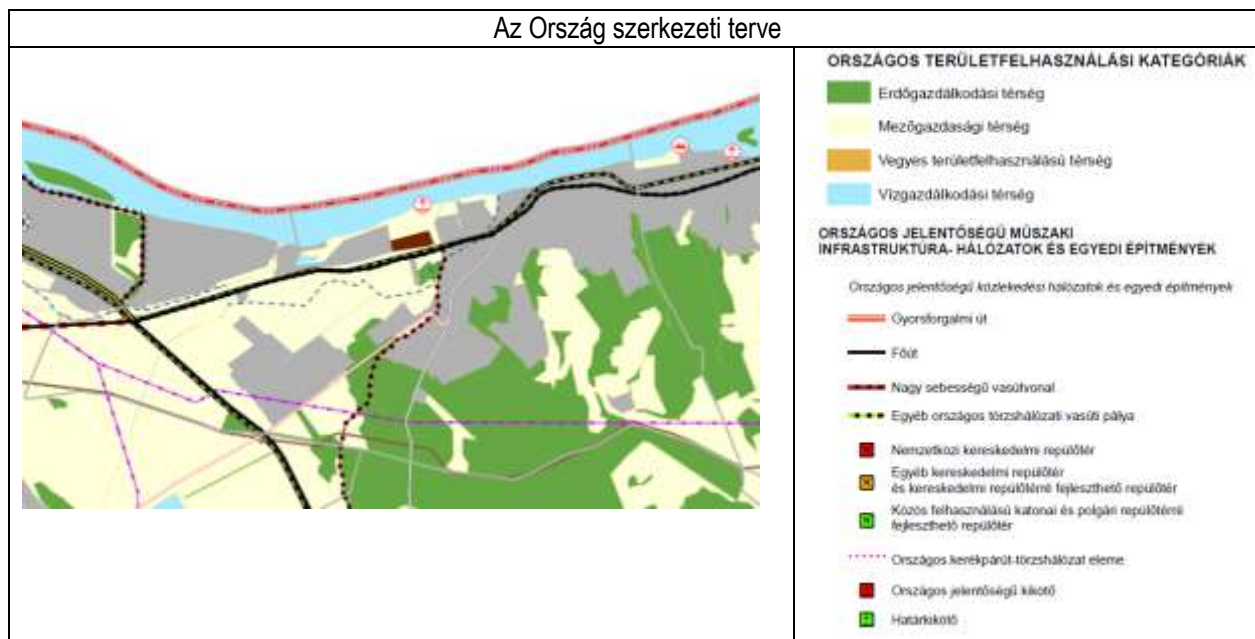 Az Ország szerkezeti terve
ORSZÁGOS TERÜLETFELHASZNÁLÁSI KATEGÓRIÁK
Erdőgazdálkodási térség
Mezőgazdasági térség
Vegyes területfelhasználású térség
Vízgazdálkodási térség
ORSZÁGOS JELENTŐSÉGŰ MŰSZAKI
INFRASTRUKTÚRA- HÁLÓZATOK ÉS EGYEDI ÉPÍTMÉNYEK
Országos jelentőségű közlekedési hálózatok és egyedi építmények
Gyorsforgalmi út
Főút
Nagy sebességű vasútvonal
Egyéb országos törzshálózati vasúti pálya
Nemzetközi kereskedelmi repülőtér
Egyéb kereskedelmi repülőtér
és kereskedelmi repülőtérré fejleszthető repülőtér
Közös felhasználású katonai és polgári repülőtérré
fejleszthető repülőtér
Országos kerékpárút-törzshálózat eleme
Országos jelentőségű kikötő
Határkikötő